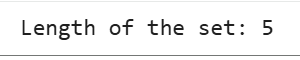 Length of the set: 5